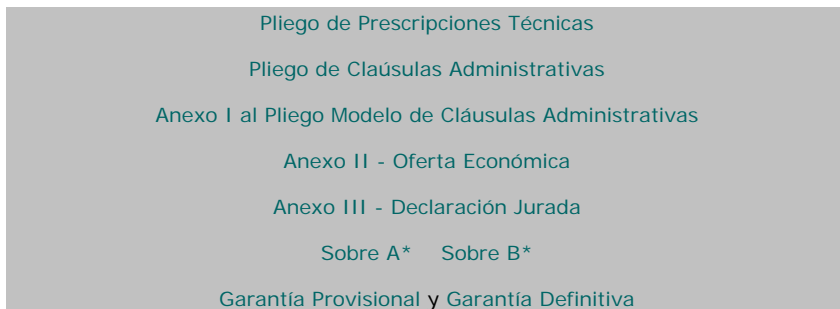 Pliego de Prescripciones Técnicas
Pliego de Claúsulas Administrativas
Anexo I al Pliego Modelo de Cláusulas Administrativas
Anexo II - Oferta Económica
Anexo III - Declaración Jurada
Sobre A* Sobre B*
Garantía Provisional y Garantía Definitiva